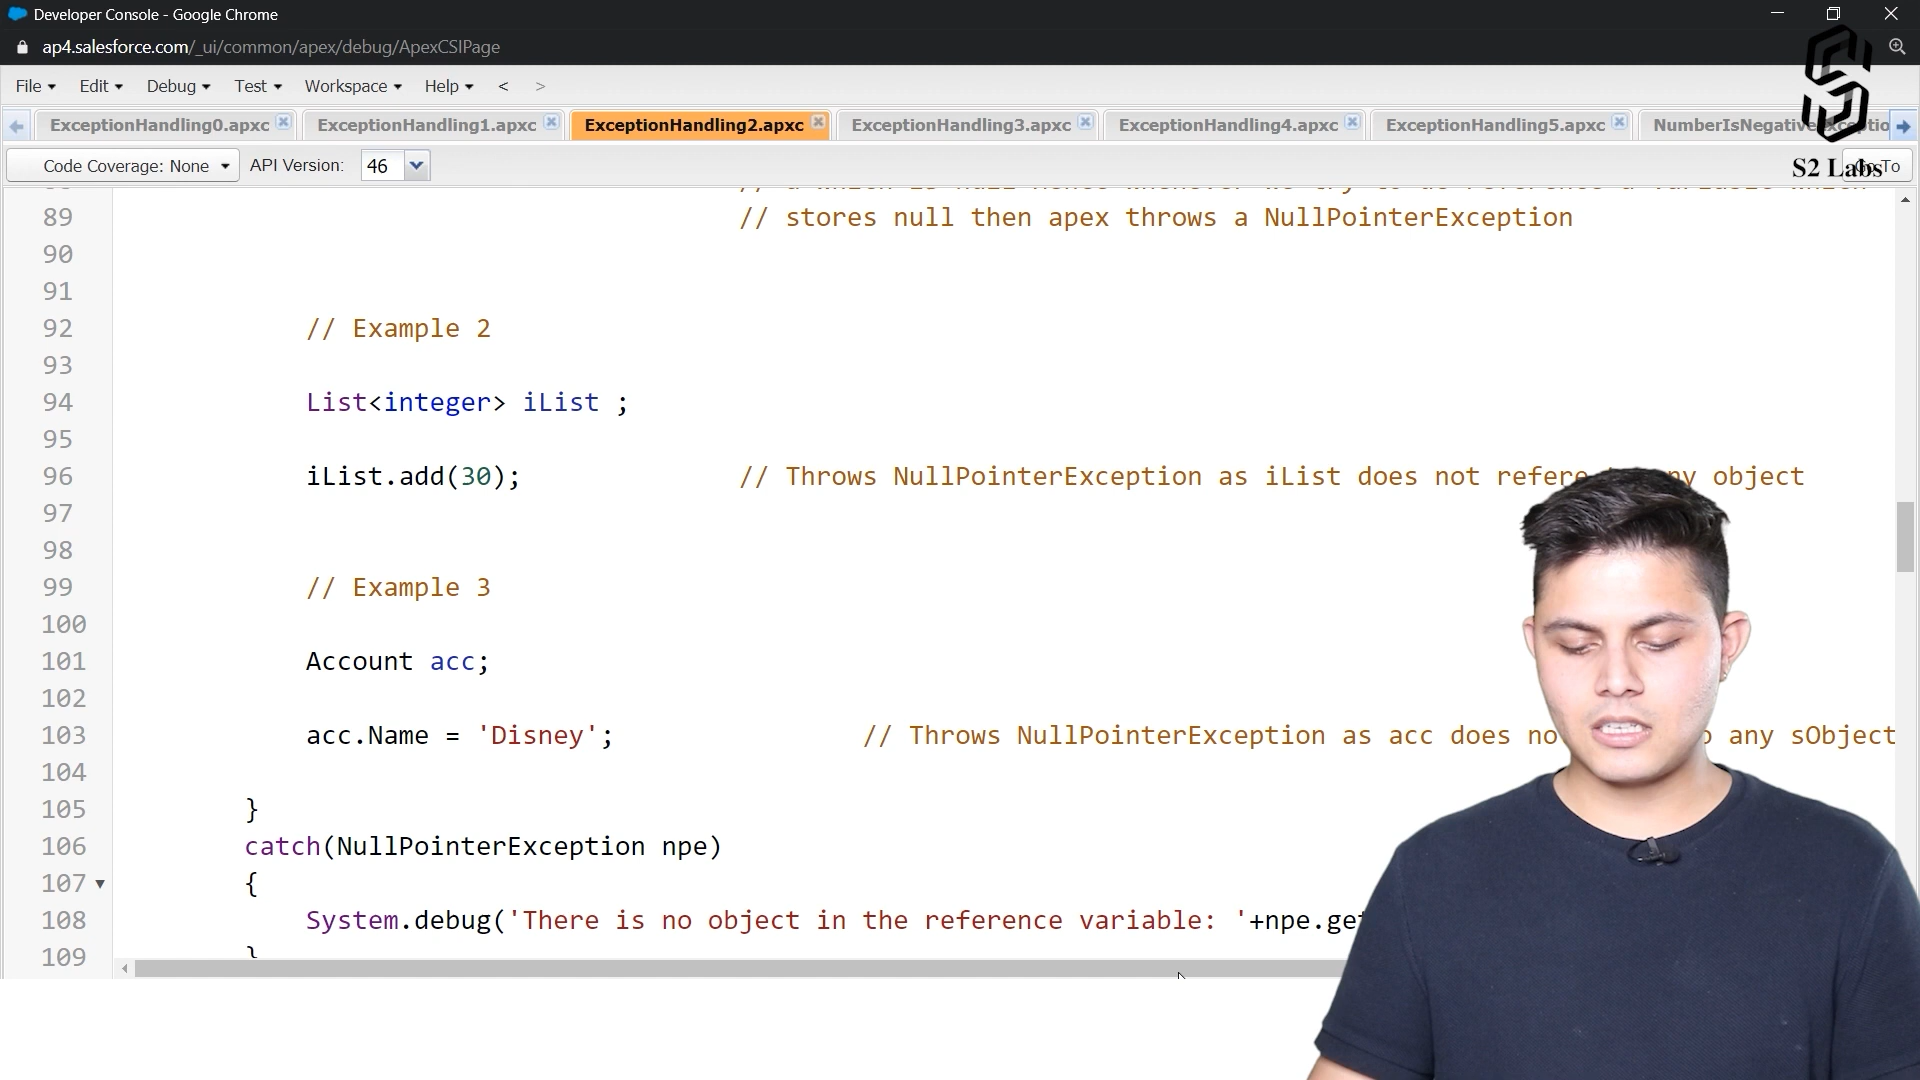 Developer Console - Google Chrome
ap4.salesforce.com/_ui/common/apex/debug/ApexCSIPage
File Edit Debug Test Workspace Help < >
ExceptionHandling0.apxc ExceptionHandling1.apxc ExceptionHandling2.apxc ExceptionHandling3.apxc ExceptionHandling4.apxc ExceptionHandling5.apxc
Code Coverage: None API Version: 46 To
S2 Labs
89 // stores null then apex throws a NullPointerException
90
91
92 // Example 2
93
94 List<integer> iList ;
95
96 iList.add(30); // Throws NullPointerException as iList does not object
97
98
99 // Example 3
100
101 Account acc;
102
103 acc.Name = 'Disney'; // Throws NullPointerException as acc does any sObject
104
105 }
106 catch(NullPointerException npe)
107 {
108 System.debug('There is no object in the reference variable: '+npe.
109 }